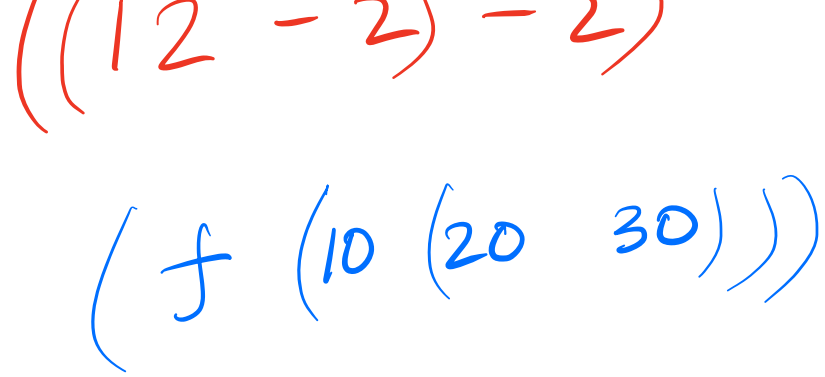 ((12 - 2) - 2)
(f (10 (20 30)))